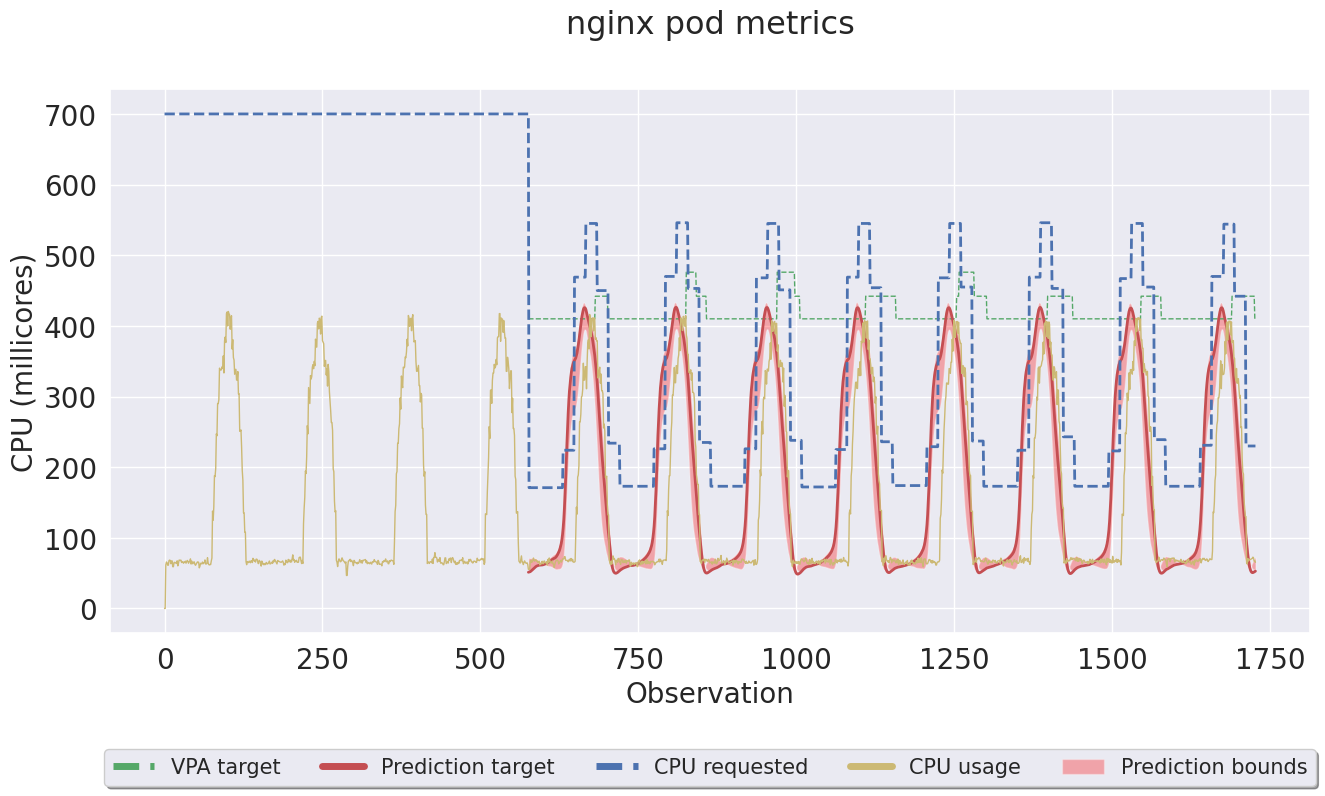 nginx pod metrics
CPU (millicores)
700
600
500
400
300
200
100
0
0 250 500 750 1000 1250 1500 1750
Observation
VPA target Prediction target CPU requested CPU usage Prediction bounds